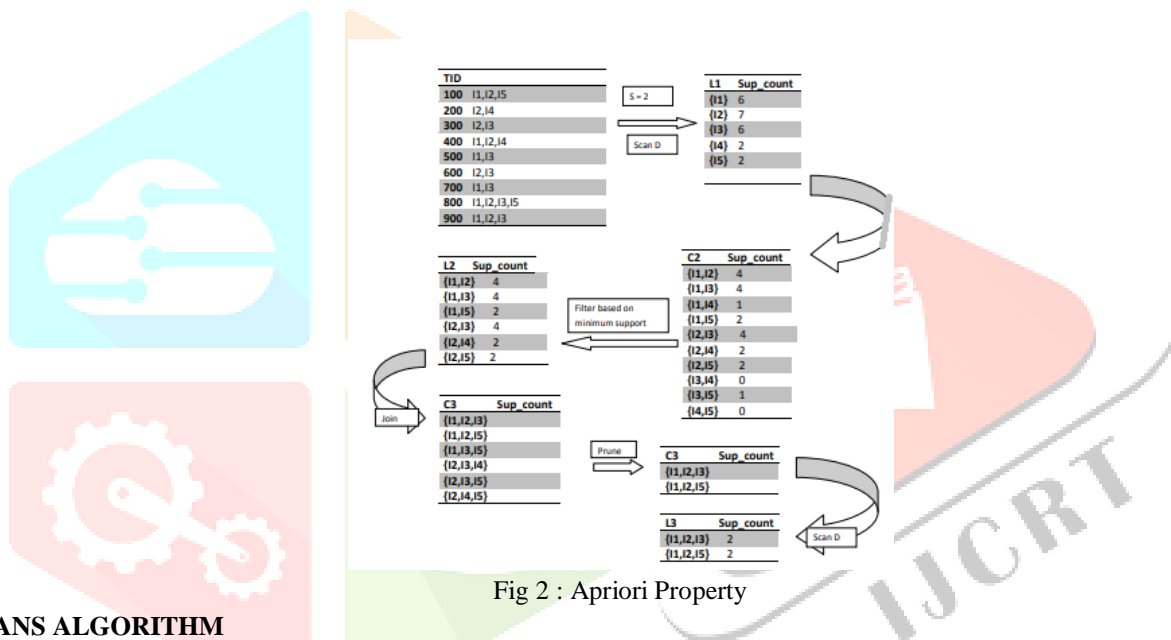 TID
100 I1,I2,I5
200 I2,I4
300 I2,I3
400 I1,I2,I4
500 I1,I3
600 I2,I3
700 I1,I3
800 I1,I2,I3,I5
900 I1,I2,I3
S = 2
Scan D
L1 Sup_count
{I1} 6
{I2} 7
{I3} 6
{I4} 2
{I5} 2
C2 Sup_count
{I1,I2} 4
{I1,I3} 4
{I1,I4} 1
{I1,I5} 2
{I2,I3} 4
{I2,I4} 2
{I2,I5} 2
{I3,I4} 0
{I3,I5} 1
{I4,I5} 0
Filter based on
minimum support
L2 Sup_count
{I1,I2} 4
{I1,I3} 4
{I1,I5} 2
{I2,I3} 4
{I2,I4} 2
{I2,I5} 2
Join
C3 Sup_count
{I1,I2,I3}
{I1,I2,I5}
{I1,I3,I5}
{I2,I3,I4}
{I2,I3,I5}
{I2,I4,I5}
Prune
C3 Sup_count
{I1,I2,I3}
{I1,I2,I5}
Scan D
L3 Sup_count
{I1,I2,I3} 2
{I1,I2,I5} 2
Fig 2 : Apriori Property
IJCRT
ANS ALGORITHM